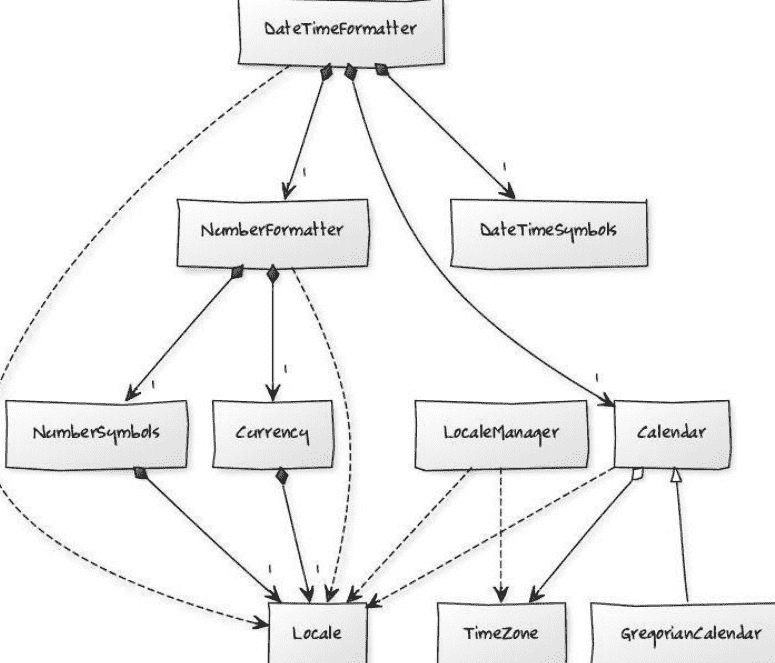 DateTimeFormatter
1
1
NumberFormatter
DateTimeSymbols
1
1
1
NumberSymbols
Currency
LocaleManager
Calendar
1
1
Locale
TimeZone
GregorianCalendar